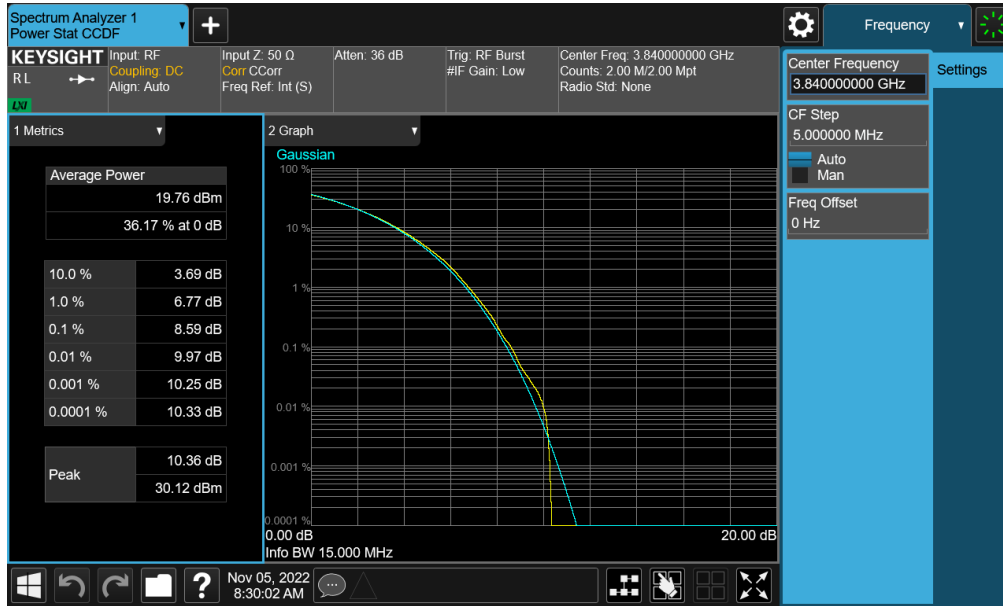 Spectrum Analyzer 1
Power Stat CCDF
Frequency
KEYSIGHT
R L
LXI
Input: RF
Coupling: DC
Align: Auto
Input Z: 50 Ω
Corr CCorr
Freq Ref: Int (S)
Atten: 36 dB
Trig: RF Burst
#IF Gain: Low
Center Freq: 3.840000000 GHz
Counts: 2.00 M/2.00 Mpt
Radio Std: None
Center Frequency
3.840000000 GHz
Settings
CF Step
5.000000 MHz
Auto
Man
Freq Offset
0 Hz
1 Metrics
Average Power
19.76 dBm
36.17 % at 0 dB
10.0 % 3.69 dB
1.0 % 6.77 dB
0.1 % 8.59 dB
0.01 % 9.97 dB
0.001 % 10.25 dB
0.0001 % 10.33 dB
Peak 10.36 dB
30.12 dBm
2 Graph
Gaussian
100 %
10 %
1 %
0.1 %
0.01 %
0.001 %
0.0001 %
0.00 dB 20.00 dB
Info BW 15.000 MHz
?
Nov 05, 2022
8:30:02 AM